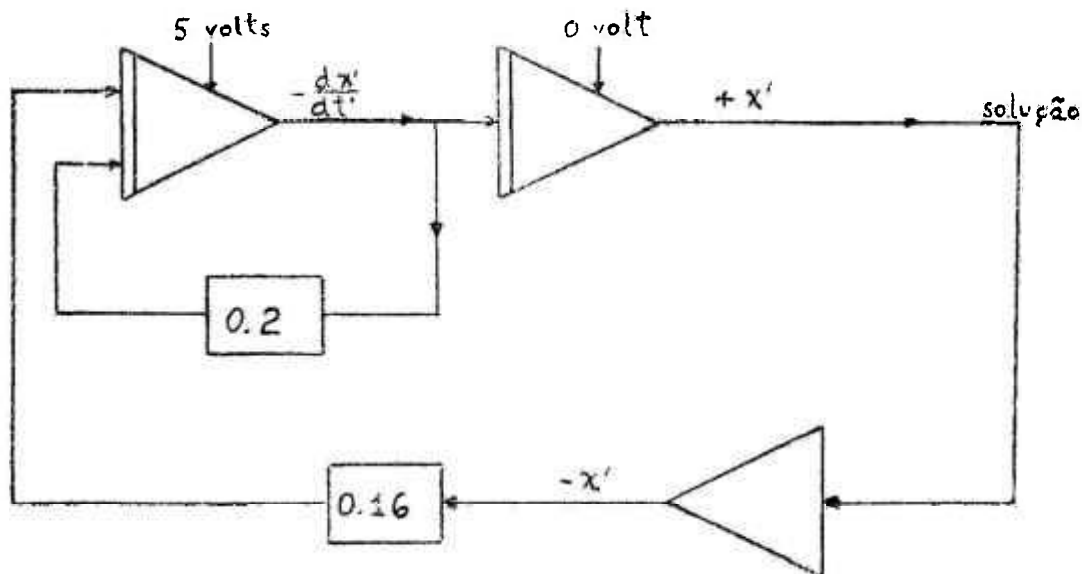 5 volts
0 volt
- dx'/dt'
+ x'
solução
0.2
- x'
0.16